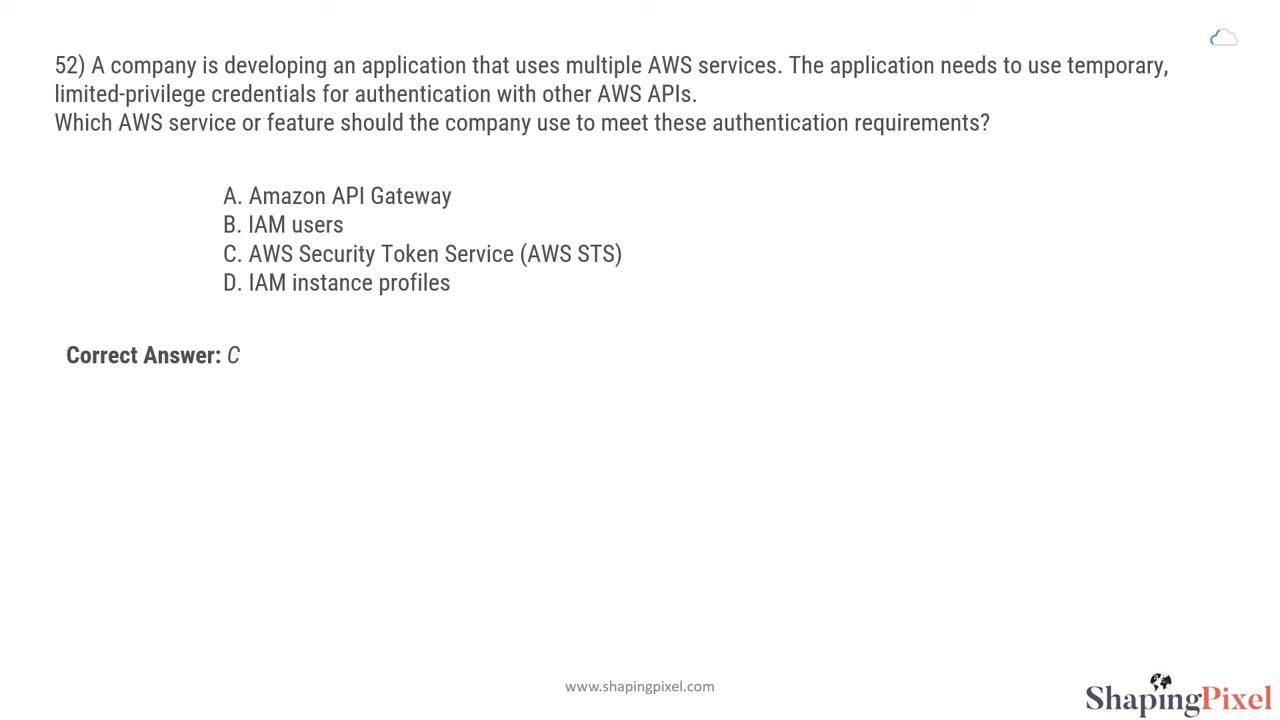 52) A company is developing an application that uses multiple AWS services. The application needs to use temporary,
limited-privilege credentials for authentication with other AWS APIs.
Which AWS service or feature should the company use to meet these authentication requirements?
A. Amazon API Gateway
B. IAM users
C. AWS Security Token Service (AWS STS)
D. IAM instance profiles
Correct Answer: C
www.shapingpixel.com
ShapingPixel